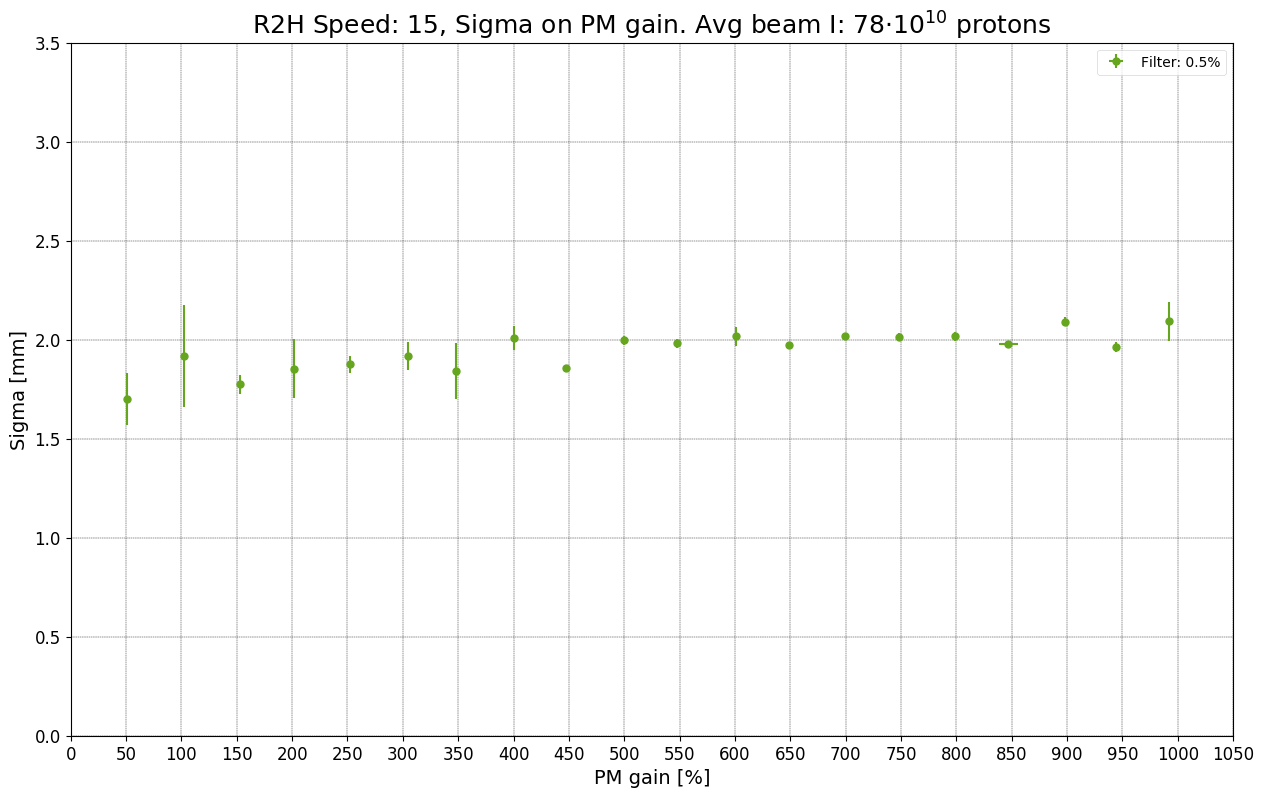 R2H Speed: 15, Sigma on PM gain. Avg beam I: 78·10¹⁰ protons
Filter: 0.5%
3.5
3.0
2.5
2.0
1.5
1.0
0.5
0.0
Sigma [mm]
0 50 100 150 200 250 300 350 400 450 500 550 600 650 700 750 800 850 900 950 1000 1050
PM gain [%]